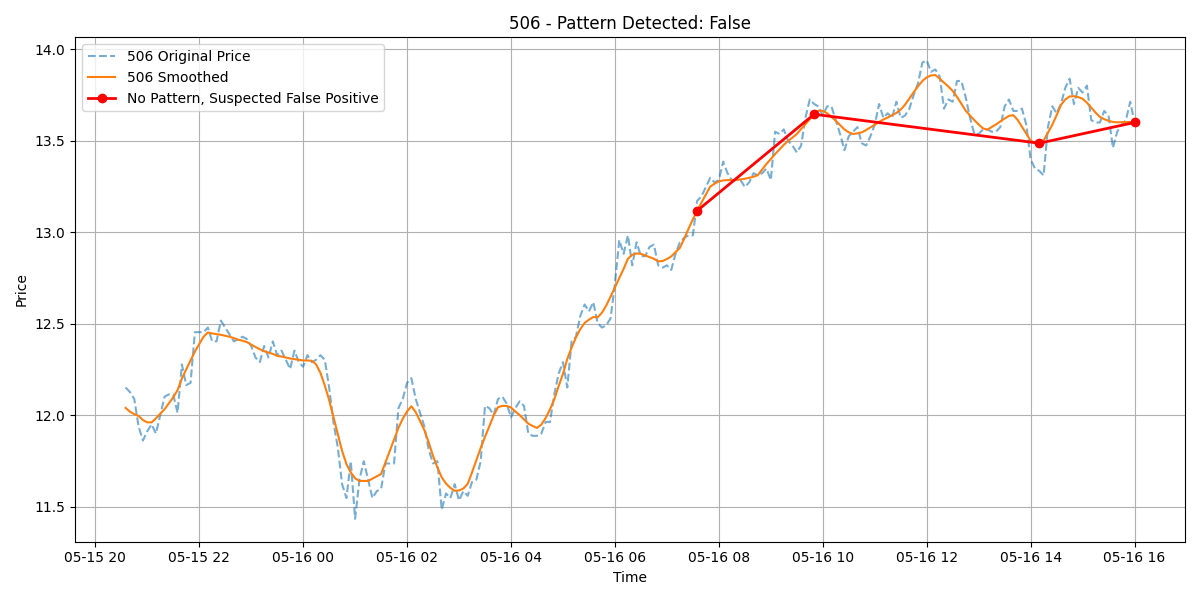 506 - Pattern Detected: False
506 Original Price
506 Smoothed
No Pattern, Suspected False Positive
Price
14.0
13.5
13.0
12.5
12.0
11.5
05-15 20 05-15 22 05-16 00 05-16 02 05-16 04 05-16 06 05-16 08 05-16 10 05-16 12 05-16 14 05-16 16
Time